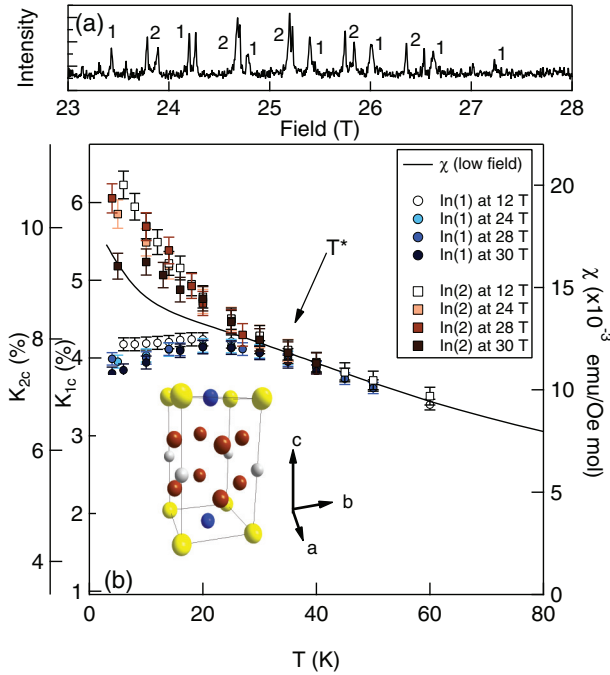 (a)
Intensity
1 2 1 2 1 2 1 2 1 2 1 1
23 24 25 26 27 28
Field (T)
χ (low field)
In(1) at 12 T
In(1) at 24 T
In(1) at 28 T
In(1) at 30 T
In(2) at 12 T
In(2) at 24 T
In(2) at 28 T
In(2) at 30 T
T*
K2c (%)
10
8
6
4
K1c (%)
6
5
4
3
2
1
χ (x10-3 emu/Oe mol)
20
15
10
5
0
c
b
a
(b)
0 20 40 60 80
T (K)